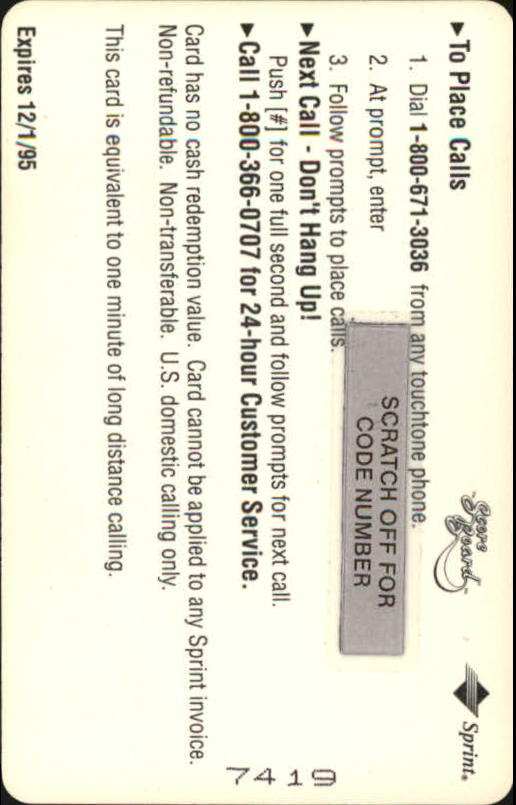 ▶To Place Calls
1. Dial 1-800-671-3036 from any touchtone phone.
2. At prompt, enter
SCRATCH OFF FOR
CODE NUMBER
3. Follow prompts to place calls.
▶Next Call - Don't Hang Up!
Push [#] for one full second and follow prompts for next call.
▶Call 1-800-366-0707 for 24-hour Customer Service.
Card has no cash redemption value. Card cannot be applied to any Sprint invoice.
Non-refundable. Non-transferable. U.S. domestic calling only.
This card is equivalent to one minute of long distance calling.
Expires 12/1/95
Score Board™
Sprint®